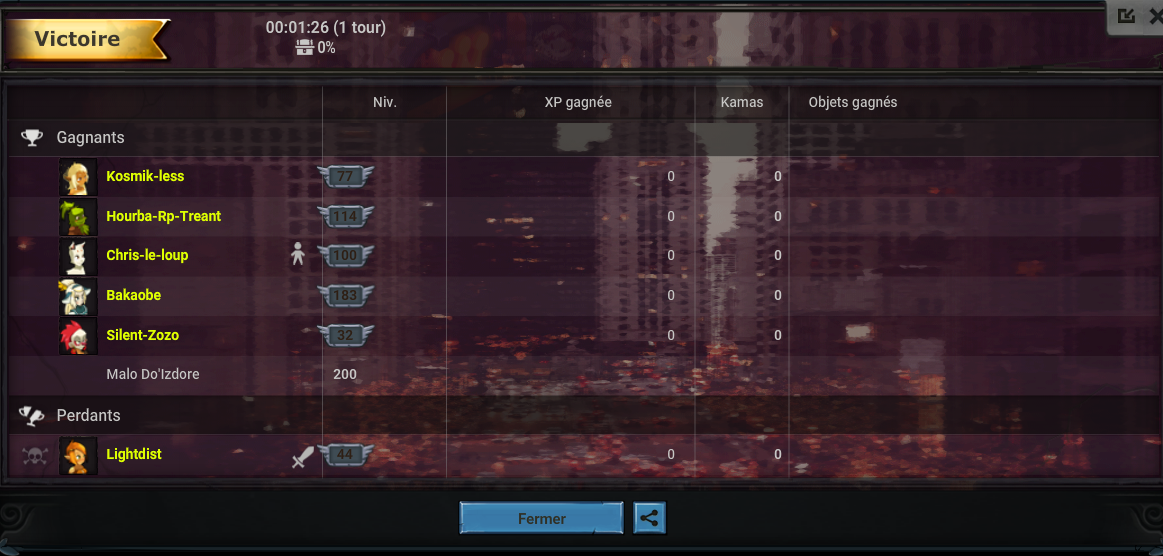 Victoire
00:01:26 (1 tour)
0%
Niv. XP gagnée Kamas Objets gagnés
Gagnants
Kosmik-less 77 0 0
Hourba-Rp-Treant 114 0 0
Chris-le-loup 100 0 0
Bakaobe 183 0 0
Silent-Zozo 32 0 0
Malo Do'Izdore 200
Perdants
Lightdist 44 0 0
Fermer